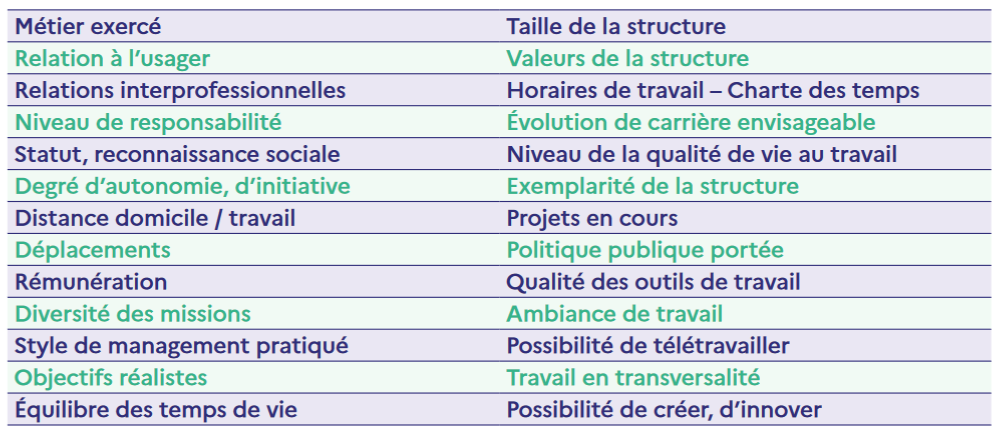 Métier exercé
Taille de la structure
Relation à l’usager
Valeurs de la structure
Relations interprofessionnelles
Horaires de travail – Charte des temps
Niveau de responsabilité
Évolution de carrière envisageable
Statut, reconnaissance sociale
Niveau de la qualité de vie au travail
Degré d’autonomie, d’initiative
Exemplarité de la structure
Distance domicile / travail
Projets en cours
Déplacements
Politique publique portée
Rémunération
Qualité des outils de travail
Diversité des missions
Ambiance de travail
Style de management pratiqué
Possibilité de télétravailler
Objectifs réalistes
Travail en transversalité
Équilibre des temps de vie
Possibilité de créer, d’innover